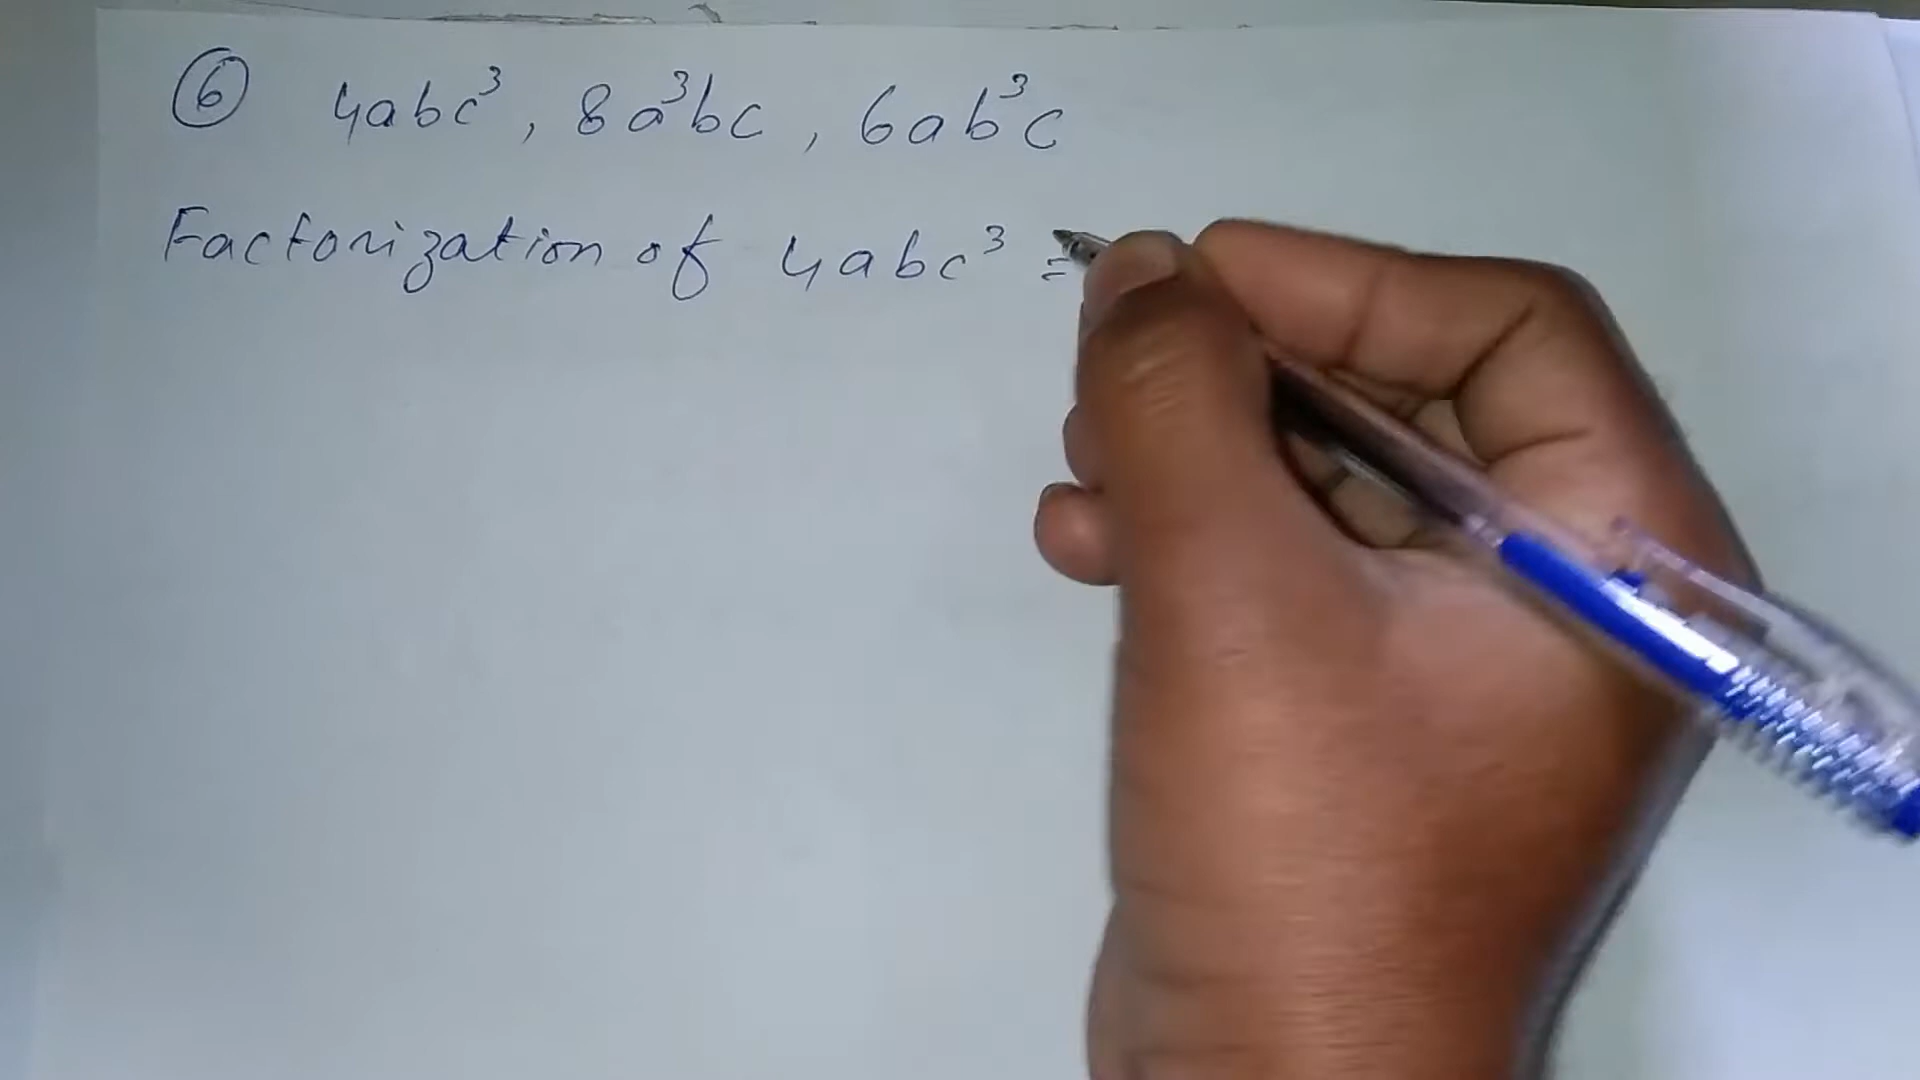 ⑥ 4abc³, 8a³bc, 6ab³c
Factorization of 4abc³ =